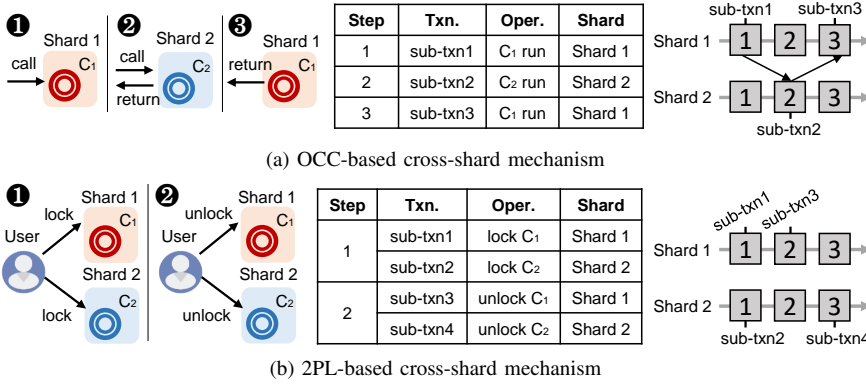 ❶
Shard 1
call
C₁
❷
Shard 2
call
C₂
return
❸
Shard 1
return
C₁
Step Txn. Oper. Shard
1 sub-txn1 C₁ run Shard 1
2 sub-txn2 C₂ run Shard 2
3 sub-txn3 C₁ run Shard 1
sub-txn1 sub-txn3
Shard 1 1 2 3
Shard 2 1 2 3
sub-txn2
(a) OCC-based cross-shard mechanism
❶
Shard 1
lock
C₁
User
Shard 2
C₂
lock
❷
Shard 1
unlock
C₁
User
Shard 2
C₂
unlock
Step Txn. Oper. Shard
1 sub-txn1 lock C₁ Shard 1
sub-txn2 lock C₂ Shard 2
2 sub-txn3 unlock C₁ Shard 1
sub-txn4 unlock C₂ Shard 2
sub-txn1 sub-txn3
Shard 1 1 2 3
Shard 2 1 2 3
sub-txn2 sub-txn4
(b) 2PL-based cross-shard mechanism